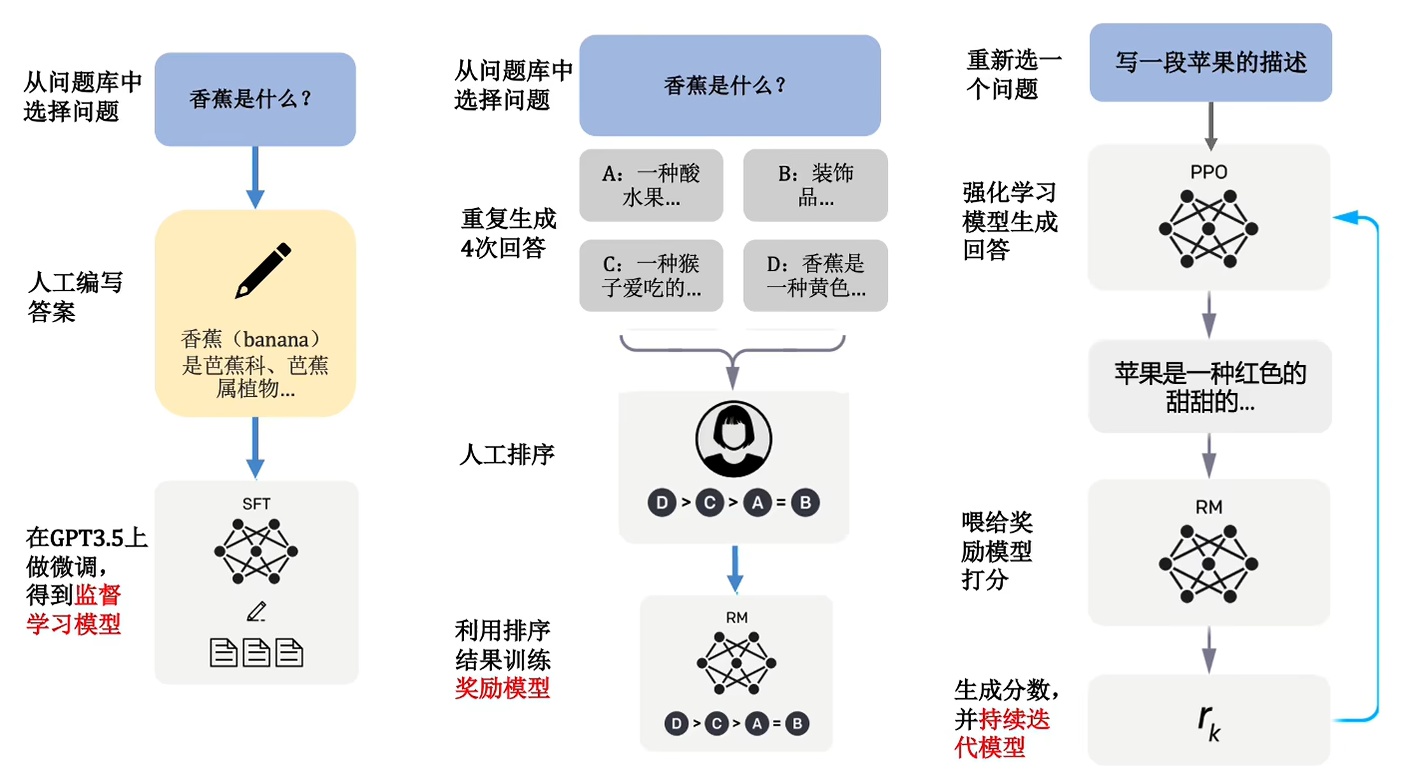 从问题库中
选择问题
香蕉是什么？
人工编写
答案
香蕉（banana）
是芭蕉科、芭蕉
属植物...
在GPT3.5上
做微调，
得到监督
学习模型
SFT
从问题库中
选择问题
香蕉是什么？
重复生成
4次回答
A：一种酸
水果...
B：装饰
品...
C：一种猴
子爱吃的...
D：香蕉是
一种黄色...
人工排序
D > C > A = B
利用排序
结果训练
奖励模型
RM
D > C > A = B
重新选一
个问题
写一段苹果的描述
强化学习
模型生成
回答
PPO
苹果是一种红色的
甜甜的...
喂给奖
励模型
打分
RM
生成分数，
并持续迭
代模型
rk